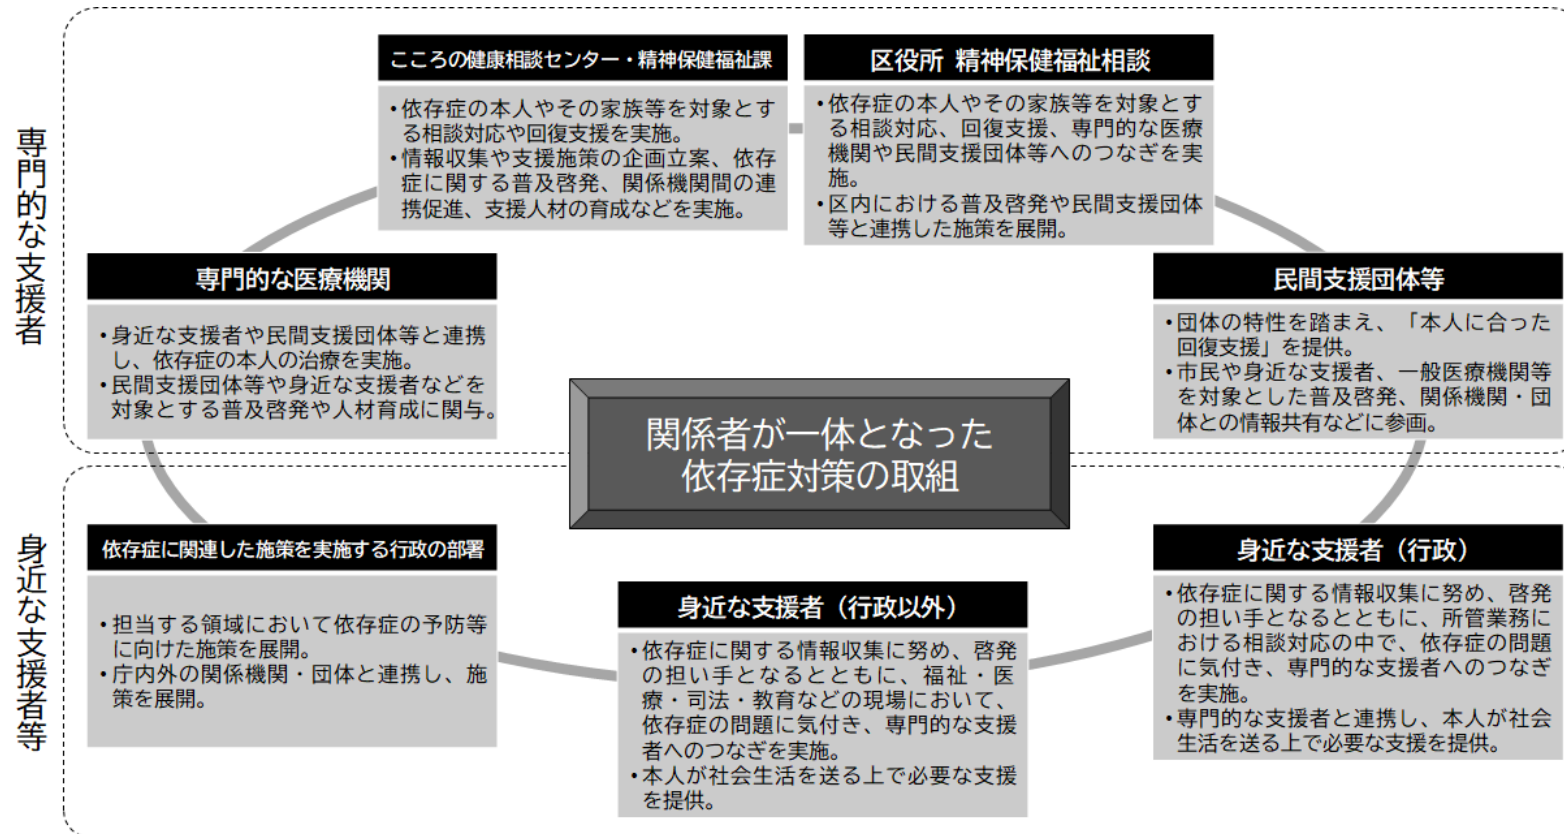 専門的な支援者
こころの健康相談センター・精神保健福祉課
・依存症の本人やその家族等を対象とす
る相談対応や回復支援を実施。
・情報収集や支援施策の企画立案、依存
症に関する普及啓発、関係機関間の連
携促進、支援人材の育成などを実施。
区役所 精神保健福祉相談
・依存症の本人やその家族等を対象とす
る相談対応、回復支援、専門的な医療
機関や民間支援団体等へのつなぎを実
施。
・区内における普及啓発や民間支援団体
等と連携した施策を展開。
専門的な医療機関
・身近な支援者や民間支援団体等と連携
し、依存症の本人の治療を実施。
・民間支援団体等や身近な支援者などを
対象とする普及啓発や人材育成に関与。
民間支援団体等
・団体の特性を踏まえ、「本人に合った
回復支援」を提供。
・市民や身近な支援者、一般医療機関等
を対象とした普及啓発、関係機関・団
体との情報共有などに参画。
関係者が一体となった
依存症対策の取組
身近な支援者等
依存症に関連した施策を実施する行政の部署
・担当する領域において依存症の予防等
に向けた施策を展開。
・庁内外の関係機関・団体と連携し、施
策を展開。
身近な支援者（行政以外）
・依存症に関する情報収集に努め、啓発
の担い手となるとともに、福祉・医
療・司法・教育などの現場において、
依存症の問題に気付き、専門的な支援
者へのつなぎを実施。
・本人が社会生活を送る上で必要な支援
を提供。
身近な支援者（行政）
・依存症に関する情報収集に努め、啓発
の担い手となるとともに、所管業務に
おける相談対応の中で、依存症の問題
に気付き、専門的な支援者へのつなぎ
を実施。
・専門的な支援者と連携し、本人が社会
生活を送る上で必要な支援を提供。